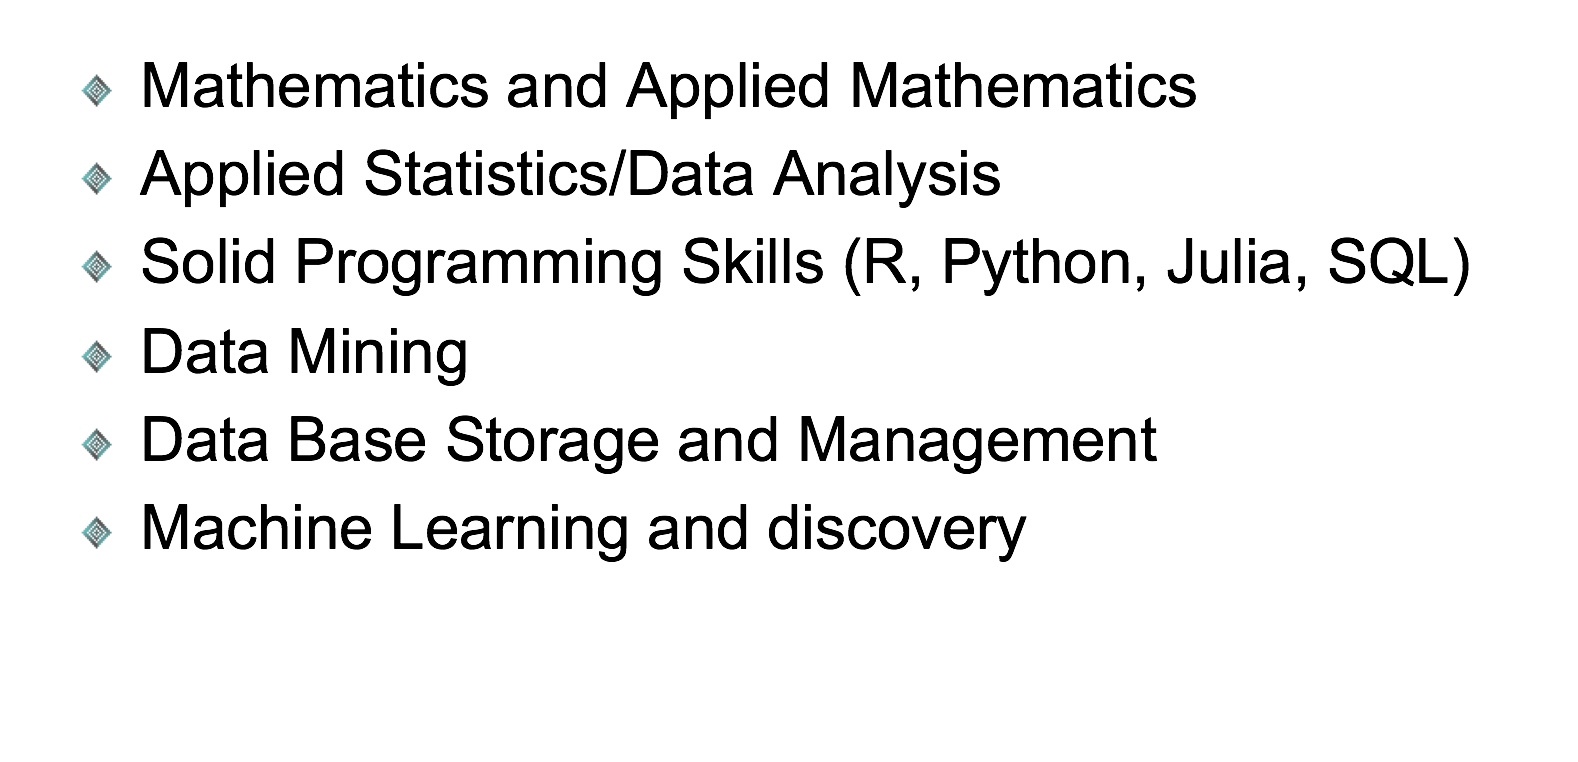 Mathematics and Applied Mathematics
Applied Statistics/Data Analysis
Solid Programming Skills (R, Python, Julia, SQL)
Data Mining
Data Base Storage and Management
Machine Learning and discovery